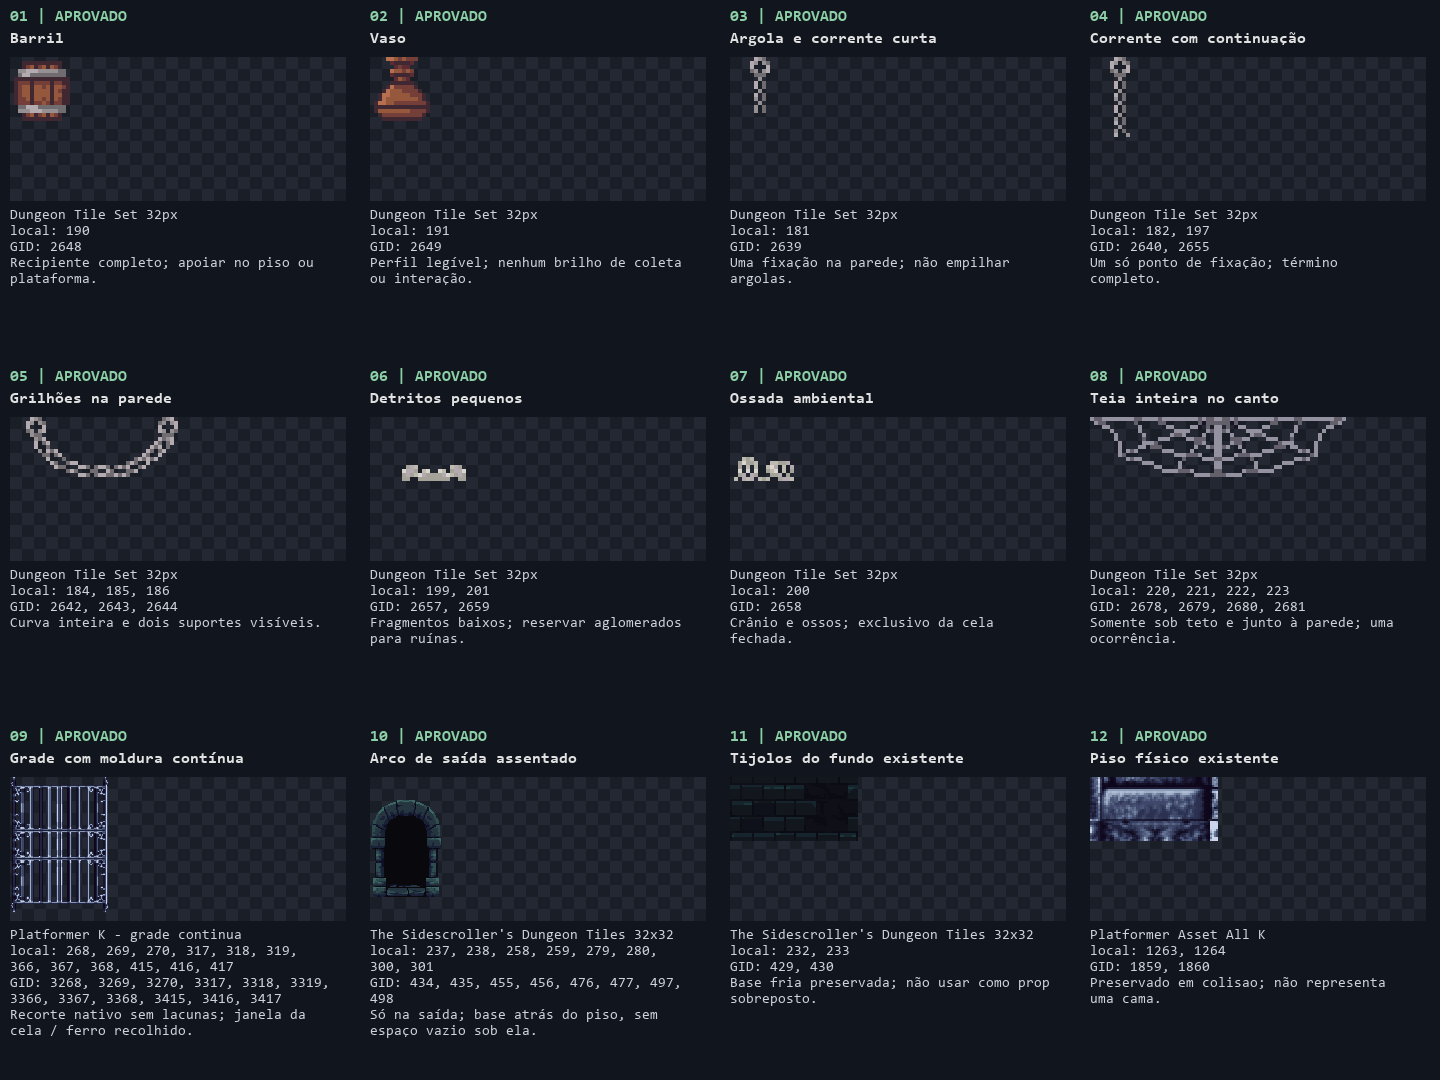 01 | APROVADO
Barril
Dungeon Tile Set 32px
local: 190
GID: 2648
Recipiente completo; apoiar no piso ou
plataforma.
02 | APROVADO
Vaso
Dungeon Tile Set 32px
local: 191
GID: 2649
Perfil legível; nenhum brilho de coleta
ou interação.
03 | APROVADO
Argola e corrente curta
Dungeon Tile Set 32px
local: 181
GID: 2639
Uma fixação na parede; não empilhar
argolas.
04 | APROVADO
Corrente com continuação
Dungeon Tile Set 32px
local: 182, 197
GID: 2640, 2655
Um só ponto de fixação; término
completo.
05 | APROVADO
Grilhões na parede
Dungeon Tile Set 32px
local: 184, 185, 186
GID: 2642, 2643, 2644
Curva inteira e dois suportes visíveis.
06 | APROVADO
Detritos pequenos
Dungeon Tile Set 32px
local: 199, 201
GID: 2657, 2659
Fragmentos baixos; reservar aglomerados
para ruínas.
07 | APROVADO
Ossada ambiental
Dungeon Tile Set 32px
local: 200
GID: 2658
Crânio e ossos; exclusivo da cela
fechada.
08 | APROVADO
Teia inteira no canto
Dungeon Tile Set 32px
local: 220, 221, 222, 223
GID: 2678, 2679, 2680, 2681
Somente sob teto e junto à parede; uma
ocorrência.
09 | APROVADO
Grade com moldura contínua
Platformer K - grade continua
local: 268, 269, 270, 317, 318, 319,
366, 367, 368, 415, 416, 417
GID: 3268, 3269, 3270, 3317, 3318, 3319,
3366, 3367, 3368, 3415, 3416, 3417
Recorte nativo sem lacunas; janela da
cela / ferro recolhido.
10 | APROVADO
Arco de saída assentado
The Sidescroller's Dungeon Tiles 32x32
local: 237, 238, 258, 259, 279, 280,
300, 301
GID: 434, 435, 455, 456, 476, 477, 497,
498
Só na saída; base atrás do piso, sem
espaço vazio sob ela.
11 | APROVADO
Tijolos do fundo existente
The Sidescroller's Dungeon Tiles 32x32
local: 232, 233
GID: 429, 430
Base fria preservada; não usar como prop
sobreposto.
12 | APROVADO
Piso físico existente
Platformer Asset All K
local: 1263, 1264
GID: 1859, 1860
Preservado em colisao; não representa
uma cama.